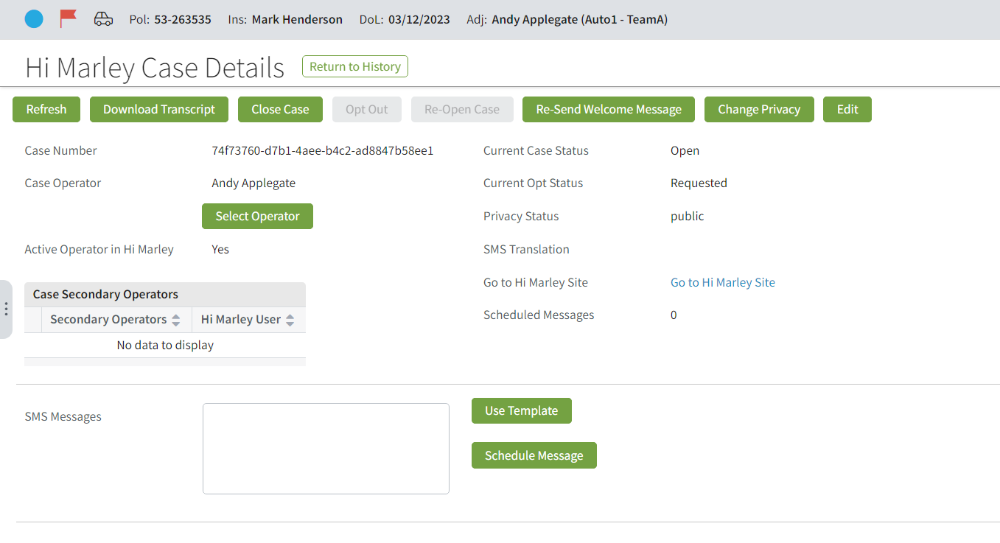 Pol: 53-263535 Ins: Mark Henderson DoL: 03/12/2023 Adj: Andy Applegate (Auto1 - TeamA)
Hi Marley Case Details Return to History
Refresh Download Transcript Close Case Opt Out Re-Open Case Re-Send Welcome Message Change Privacy Edit
Case Number 74f73760-d7b1-4aee-b4c2-ad8847b58ee1 Current Case Status Open
Case Operator Andy Applegate Current Opt Status Requested
Select Operator Privacy Status public
Active Operator in Hi Marley Yes SMS Translation
Go to Hi Marley Site Go to Hi Marley Site
Case Secondary Operators
Scheduled Messages 0
Secondary Operators Hi Marley User
No data to display
SMS Messages Use Template
Schedule Message